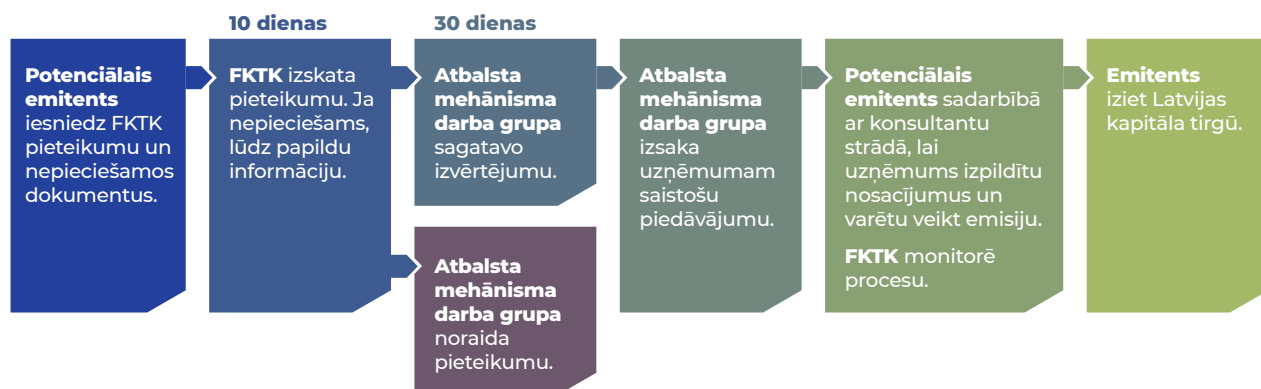 10 dienas
30 dienas
Potenciālais
emitents
iesniedz FKTK
pieteikumu un
nepieciešamos
dokumentus.
FKTK izskata
pieteikumu. Ja
nepieciešams,
lūdz papildu
informāciju.
Atbalsta
mehānisma
darba grupa
sagatavo
izvērtējumu.
Atbalsta
mehānisma
darba grupa
noraida
pieteikumu.
Atbalsta
mehānisma
darba grupa
izsaka
uzņēmumam
saistošu
piedāvājumu.
Potenciālais
emitents sadarbībā
ar konsultantu
strādā, lai
uzņēmums izpildītu
nosacījumus un
varētu veikt emisiju.
FKTK monitorē
procesu.
Emitents
iziet Latvijas
kapitāla tirgū.